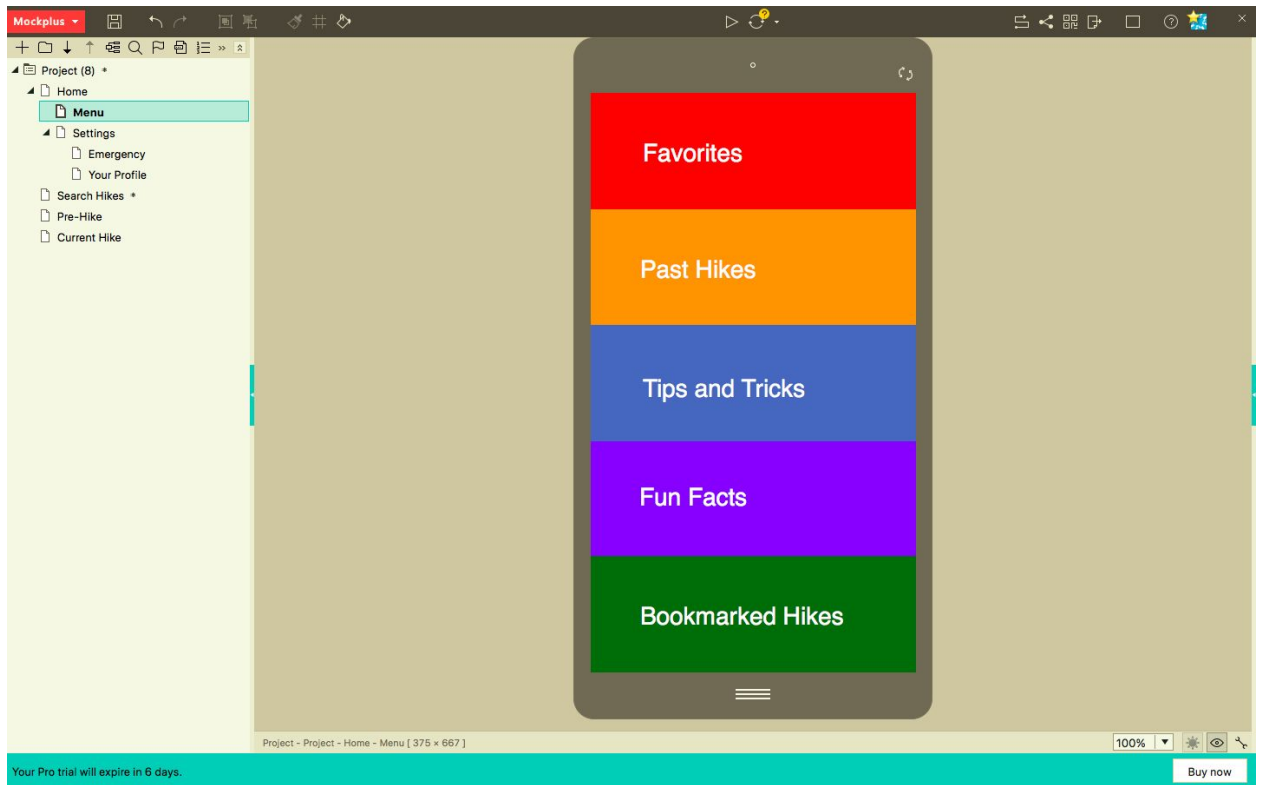 Mockplus
Project (8) *
Home
Menu
Settings
Emergency
Your Profile
Search Hikes *
Pre-Hike
Current Hike
Favorites
Past Hikes
Tips and Tricks
Fun Facts
Bookmarked Hikes
Project - Project - Home - Menu [ 375 × 667 ]
100%
Your Pro trial will expire in 6 days.
Buy now